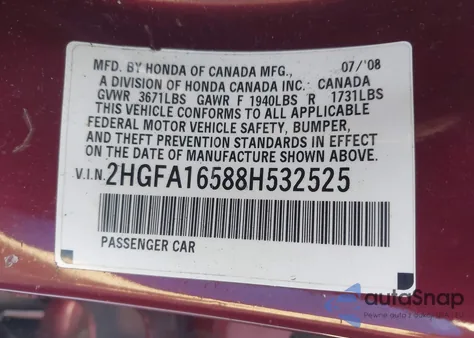 MFD. BY HONDA OF CANADA MFG., 07/'08
A DIVISION OF HONDA CANADA INC. CANADA
GVWR 3671LBS GAWR F 1940LBS R 1731LBS
THIS VEHICLE CONFORMS TO ALL APPLICABLE
FEDERAL MOTOR VEHICLE SAFETY, BUMPER,
AND THEFT PREVENTION STANDARDS IN EFFECT
ON THE DATE OF MANUFACTURE SHOWN ABOVE.
V.I.N. 2HGFA16588H532525
PASSENGER CAR
autoSnap
Pewne auto i